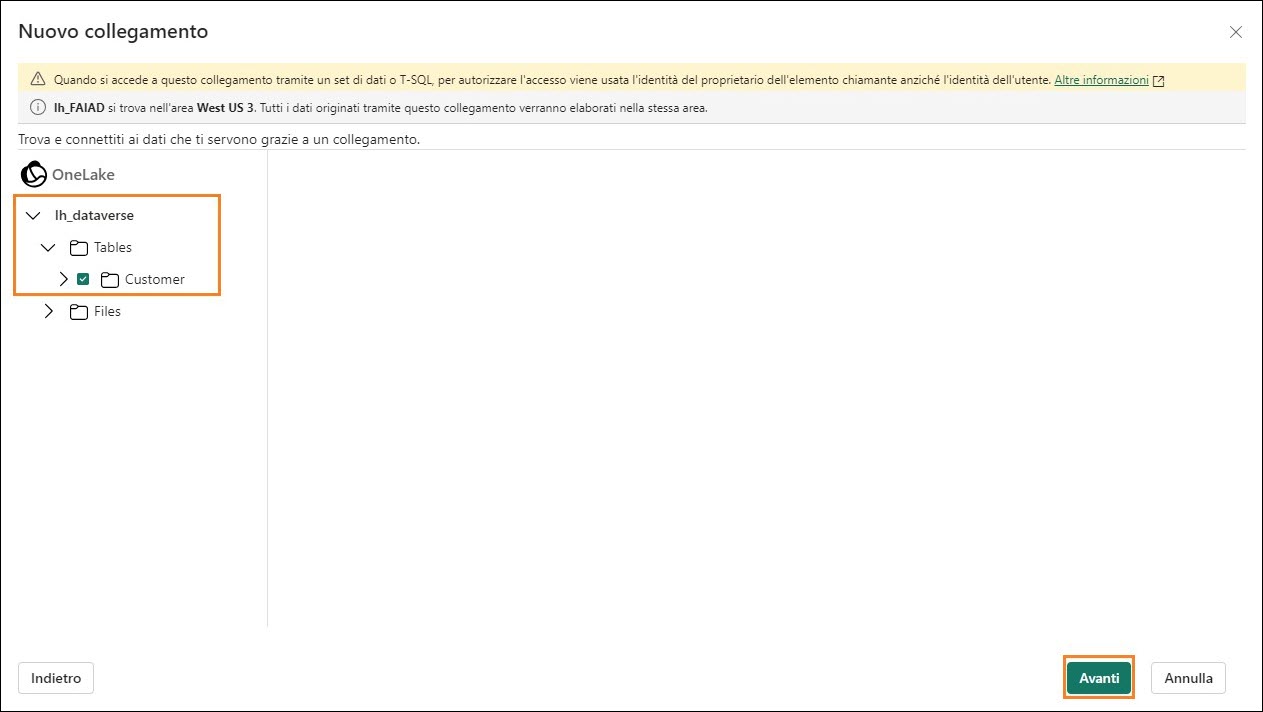 Nuovo collegamento
Quando si accede a questo collegamento tramite un set di dati o T-SQL, per autorizzare l'accesso viene usata l'identità del proprietario dell'elemento chiamante anziché l'identità dell'utente. Altre informazioni
lh_FAIAD si trova nell'area West US 3. Tutti i dati originati tramite questo collegamento verranno elaborati nella stessa area.
Trova e connettiti ai dati che ti servono grazie a un collegamento.
OneLake
lh_dataverse
Tables
Customer
Files
Indietro
Avanti
Annulla